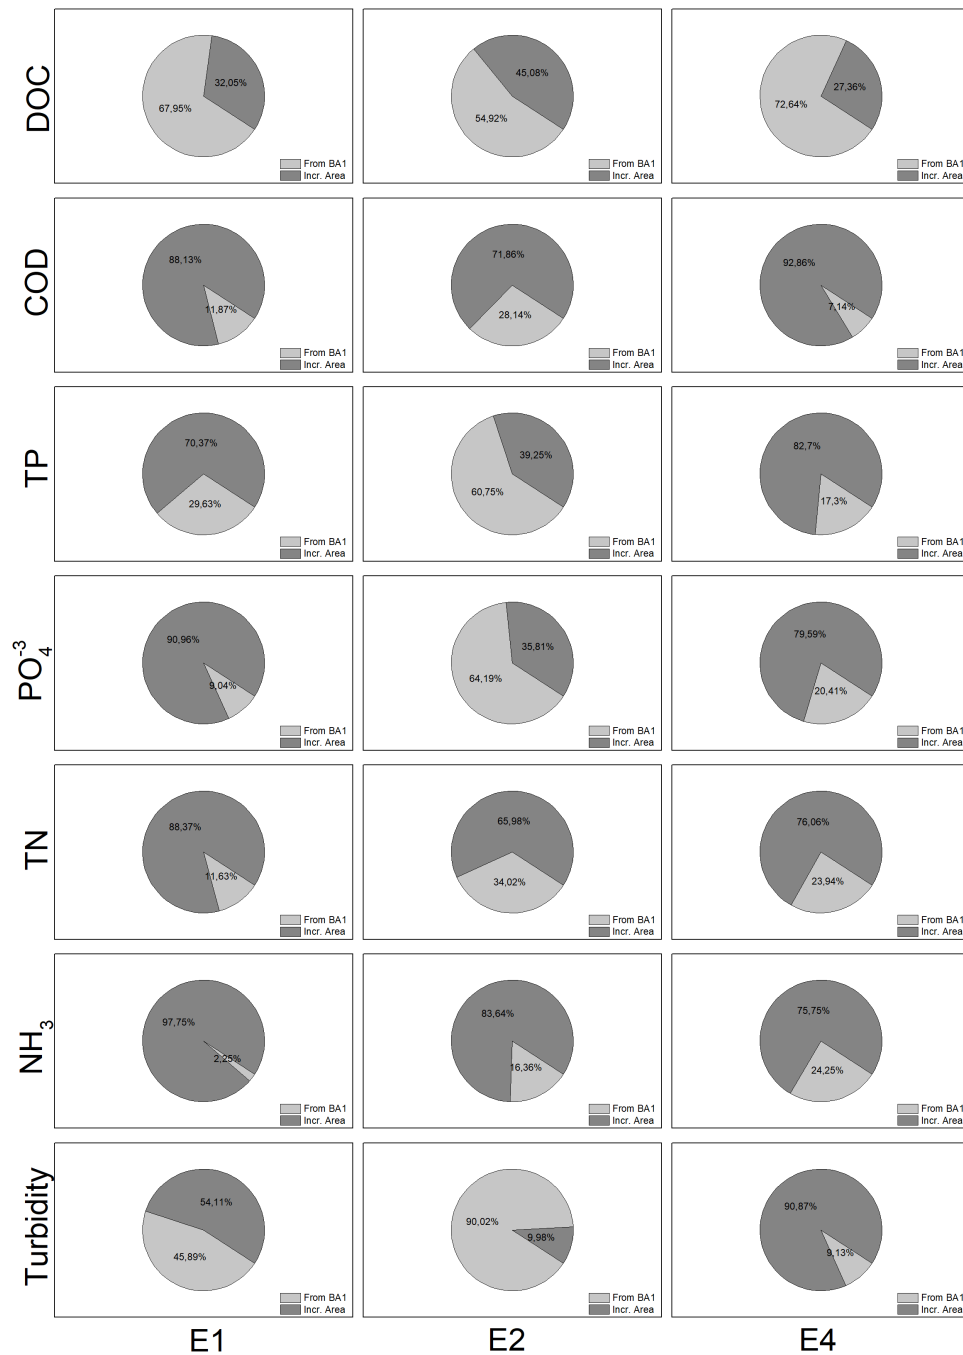 DOC
32,05%
67,95%
From BA1
Incr. Area
45,08%
54,92%
From BA1
Incr. Area
27,36%
72,64%
From BA1
Incr. Area
COD
88,13%
11,87%
From BA1
Incr. Area
71,86%
28,14%
From BA1
Incr. Area
92,86%
7,14%
From BA1
Incr. Area
TP
70,37%
29,63%
From BA1
Incr. Area
39,25%
60,75%
From BA1
Incr. Area
82,7%
17,3%
From BA1
Incr. Area
PO₄⁻³
90,96%
9,04%
From BA1
Incr. Area
35,81%
64,19%
From BA1
Incr. Area
79,59%
20,41%
From BA1
Incr. Area
TN
88,37%
11,63%
From BA1
Incr. Area
65,98%
34,02%
From BA1
Incr. Area
76,06%
23,94%
From BA1
Incr. Area
NH₃
97,75%
2,25%
From BA1
Incr. Area
83,64%
16,36%
From BA1
Incr. Area
75,75%
24,25%
From BA1
Incr. Area
Turbidity
54,11%
45,89%
From BA1
Incr. Area
90,02%
9,98%
From BA1
Incr. Area
90,87%
9,13%
From BA1
Incr. Area
E1
E2
E4